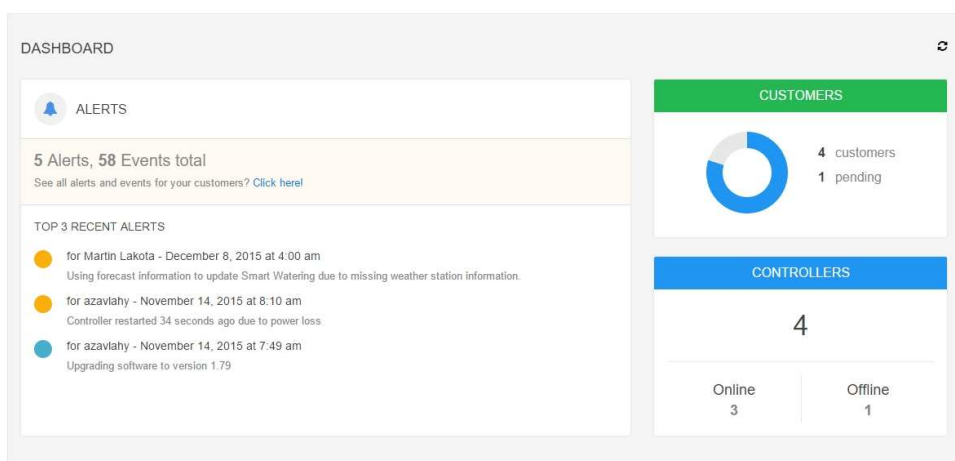 DASHBOARD
ALERTS
5 Alerts, 58 Events total
See all alerts and events for your customers? Click here!
TOP 3 RECENT ALERTS
for Martin Lakota - December 8, 2015 at 4:00 am
Using forecast information to update Smart Watering due to missing weather station information.
for azavlahy - November 14, 2015 at 8:10 am
Controller restarted 34 seconds ago due to power loss
for azavlahy - November 14, 2015 at 7:49 am
Upgrading software to version 1.79
CUSTOMERS
4 customers
1 pending
CONTROLLERS
4
Online Offline
3 1